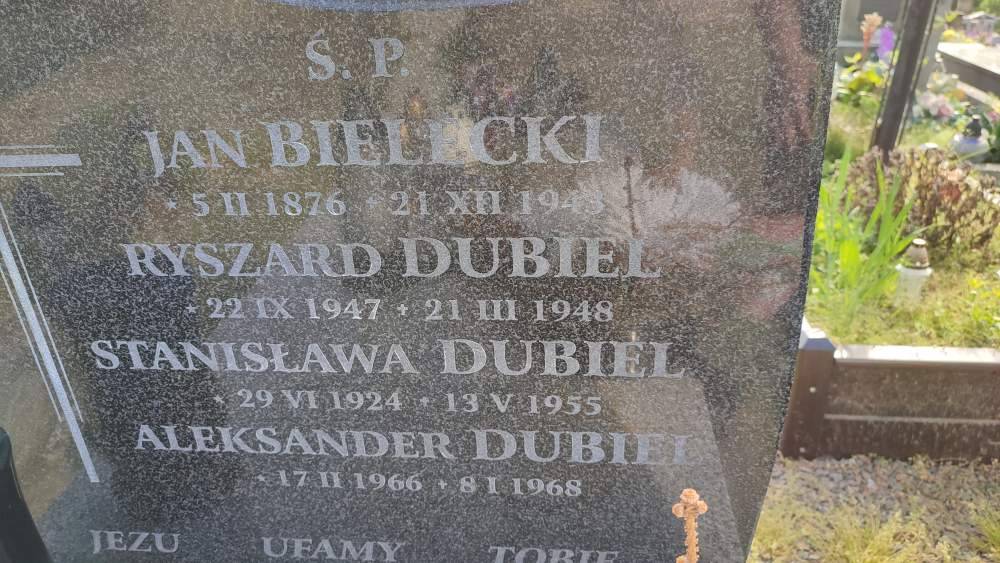 Ś. P.
JAN BIELECKI
* 5 II 1876 + 21 XII 1943
RYSZARD DUBIEL
* 22 IX 1947 + 21 III 1948
STANISŁAWA DUBIEL
* 29 VI 1924 + 13 V 1955
ALEKSANDER DUBIEL
* 17 II 1966 + 8 I 1968
JEZU UFAMY TOBIE